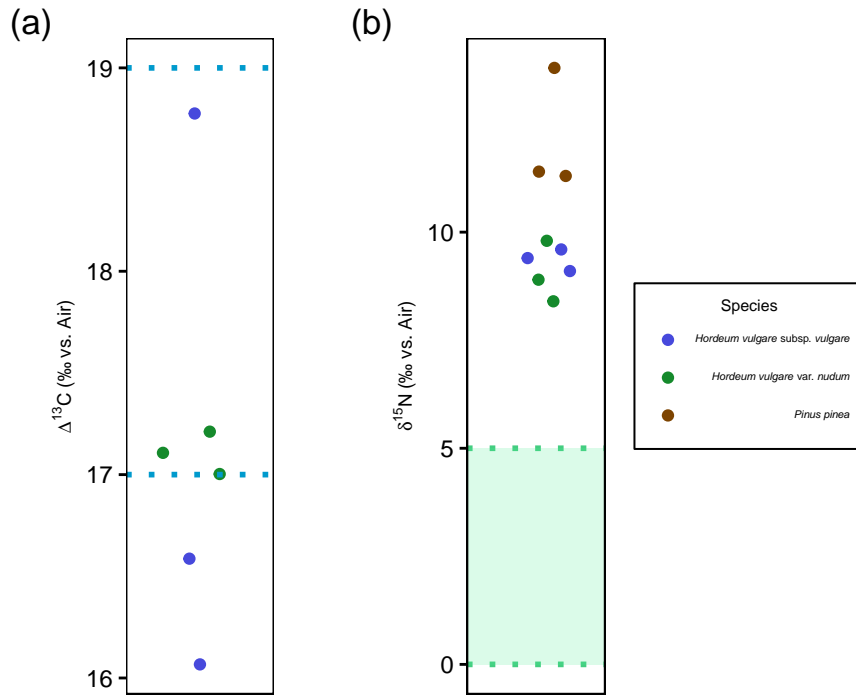 (a)
19
18
17
16
Δ¹³C (‰ vs. Air)
(b)
10
5
0
δ¹⁵N (‰ vs. Air)
Species
Hordeum vulgare subsp. vulgare
Hordeum vulgare var. nudum
Pinus pinea